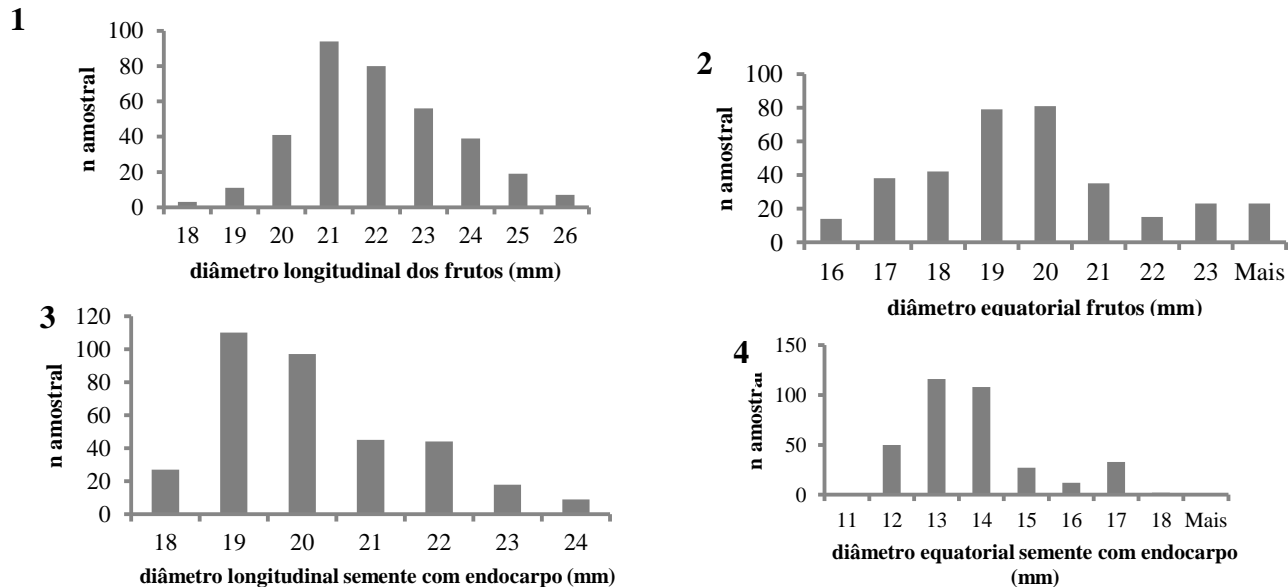 1
100
80
60
40
20
0
n amostral
18 19 20 21 22 23 24 25 26
diâmetro longitudinal dos frutos (mm)
2
100
80
60
40
20
0
n amostral
16 17 18 19 20 21 22 23 Mais
diâmetro equatorial frutos (mm)
3
120
100
80
60
40
20
0
n amostral
18 19 20 21 22 23 24
diâmetro longitudinal semente com endocarpo (mm)
4
150
100
50
0
n amostral
11 12 13 14 15 16 17 18 Mais
diâmetro equatorial semente com endocarpo
(mm)